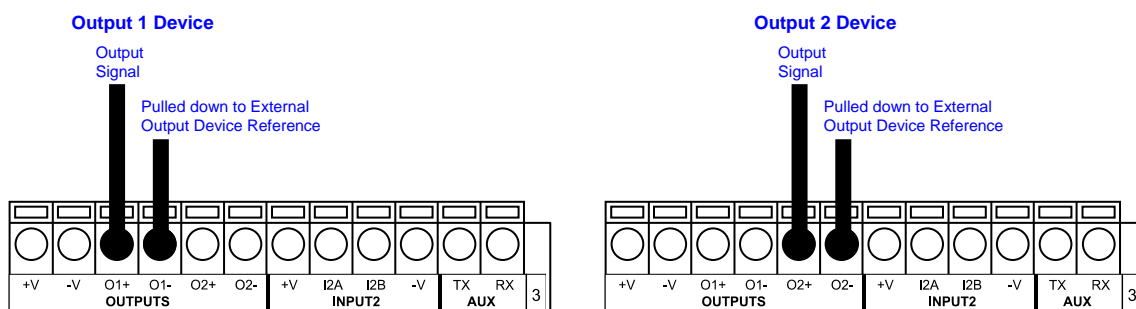 Output 1 Device
Output
Signal
Pulled down to External
Output Device Reference
+V -V O1+ O1- O2+ O2- +V I2A I2B -V TX RX
OUTPUTS INPUT2 AUX 3
Output 2 Device
Output
Signal
Pulled down to External
Output Device Reference
+V -V O1+ O1- O2+ O2- +V I2A I2B -V TX RX
OUTPUTS INPUT2 AUX 3